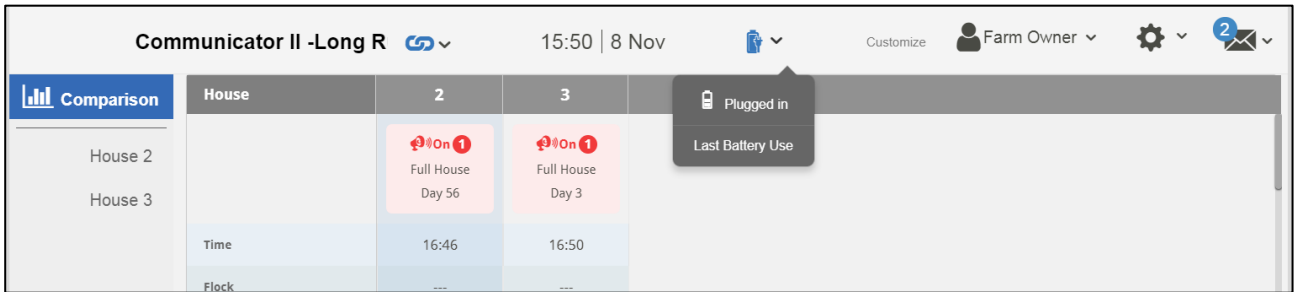 Communicator II -Long R 15:50 | 8 Nov Customize Farm Owner 2
Comparison House 2 3 Plugged in
Last Battery Use
House 2
House 3
On 1 On 1
Full House Full House
Day 56 Day 3
Time 16:46 16:50
Flock --- ---